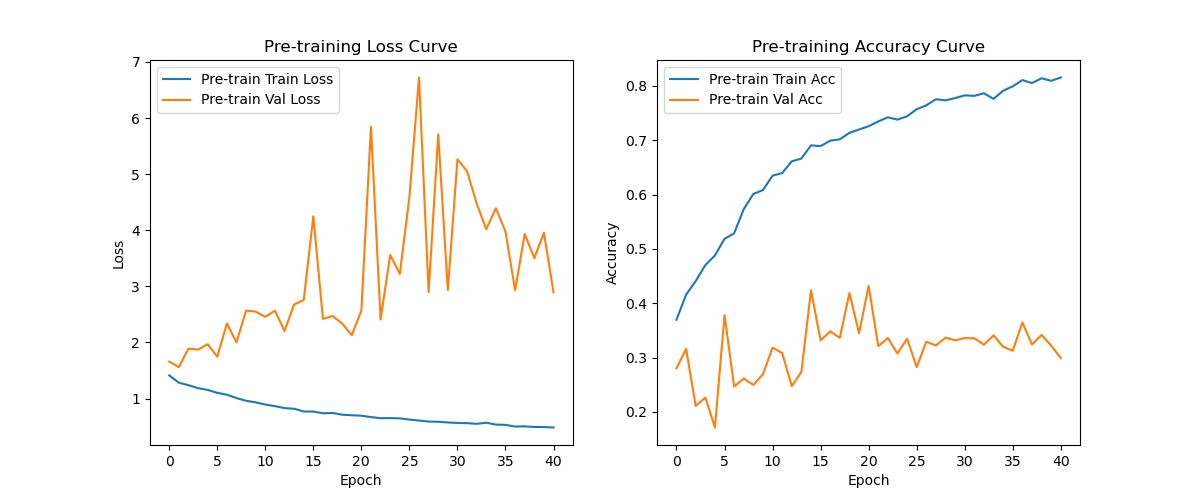 Pre-training Loss Curve
Pre-train Train Loss
Pre-train Val Loss
7
6
5
4
3
2
1
Loss
0 5 10 15 20 25 30 35 40
Epoch
Pre-training Accuracy Curve
Pre-train Train Acc
Pre-train Val Acc
0.8
0.7
0.6
0.5
0.4
0.3
0.2
Accuracy
0 5 10 15 20 25 30 35 40
Epoch